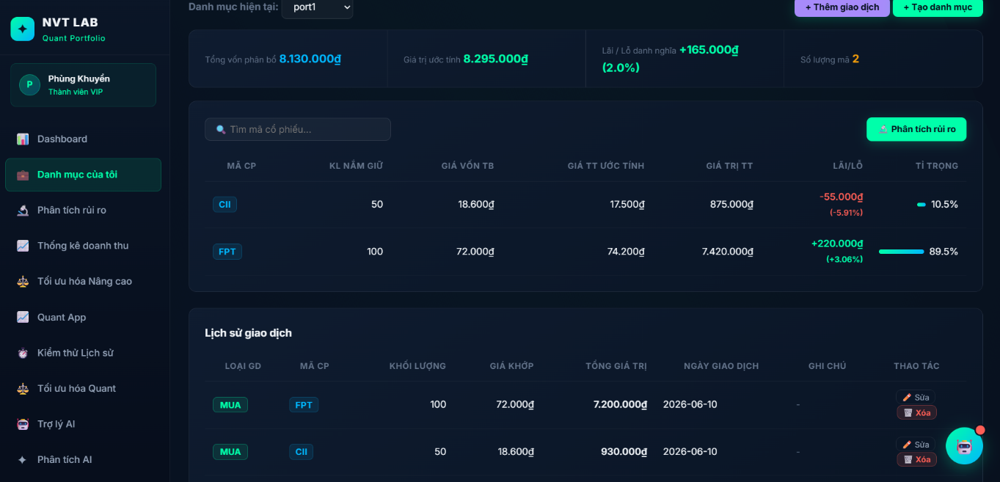 NVT LAB
Quant Portfolio
P
Phùng Khuyến
Thành viên VIP
Dashboard
Danh mục của tôi
Phân tích rủi ro
Thống kê doanh thu
Tối ưu hóa Nâng cao
Quant App
Kiểm thử Lịch sử
Tối ưu hóa Quant
Trợ lý AI
Phân tích AI
Danh mục hiện tại: port1
+ Thêm giao dịch + Tạo danh mục
Tổng vốn phân bổ 8.130.000₫
Giá trị ước tính 8.295.000₫
Lãi / Lỗ danh nghĩa +165.000₫
(2.0%)
Số lượng mã 2
Tìm mã cổ phiếu...
Phân tích rủi ro
MÃ CP KL NẮM GIỮ GIÁ VỐN TB GIÁ TT ƯỚC TÍNH GIÁ TRỊ TT LÃI/LỖ TỈ TRỌNG
CII 50 18.600₫ 17.500₫ 875.000₫ -55.000₫ (-5.91%) 10.5%
FPT 100 72.000₫ 74.200₫ 7.420.000₫ +220.000₫ (+3.06%) 89.5%
Lịch sử giao dịch
LOẠI GD MÃ CP KHỐI LƯỢNG GIÁ KHỚP TỔNG GIÁ TRỊ NGÀY GIAO DỊCH GHI CHÚ THAO TÁC
MUA FPT 100 72.000₫ 7.200.000₫ 2026-06-10 - Sửa Xóa
MUA CII 50 18.600₫ 930.000₫ 2026-06-10 - Sửa Xóa